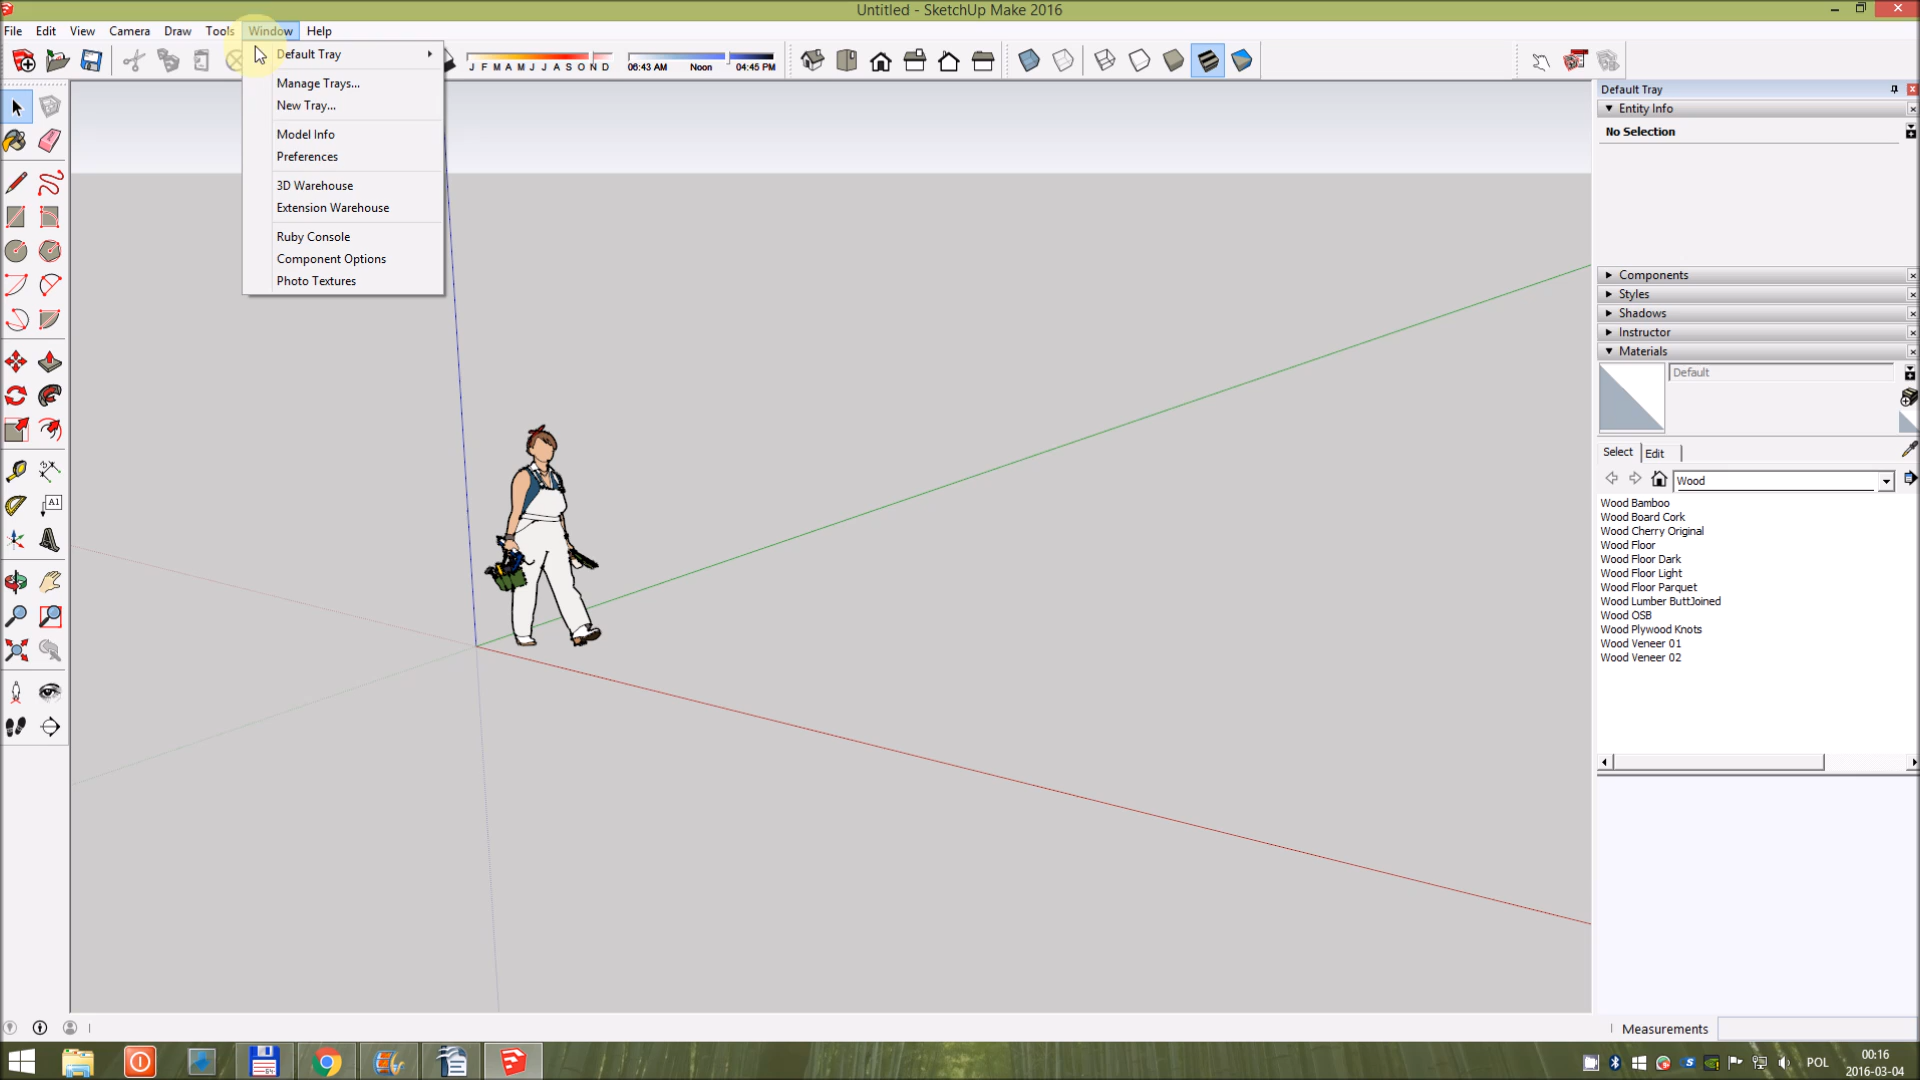 Untitled - SketchUp Make 2016
File Edit View Camera Draw Tools Window Help
Default Tray
Manage Trays...
New Tray...
Model Info
Preferences
3D Warehouse
Extension Warehouse
Ruby Console
Component Options
Photo Textures
J F M A M J J A S O N D
06:43 AM Noon 04:45 PM
A1
Default Tray
Entity Info
No Selection
Components
Styles
Shadows
Instructor
Materials
Default
Select Edit
Wood
Wood Bamboo
Wood Board Cork
Wood Cherry Original
Wood Floor
Wood Floor Dark
Wood Floor Light
Wood Floor Parquet
Wood Lumber ButtJoined
Wood OSB
Wood Plywood Knots
Wood Veneer 01
Wood Veneer 02
Measurements
64
POL
00:16
2016-03-04